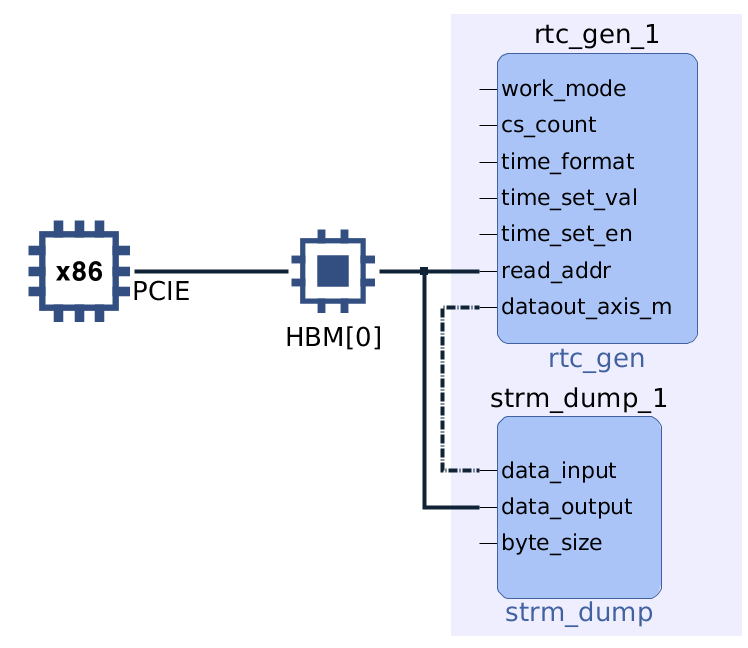 rtc_gen_1
work_mode
cs_count
time_format
time_set_val
time_set_en
x86
PCIE
HBM[0]
read_addr
dataout_axis_m
rtc_gen
strm_dump_1
data_input
data_output
byte_size
strm_dump